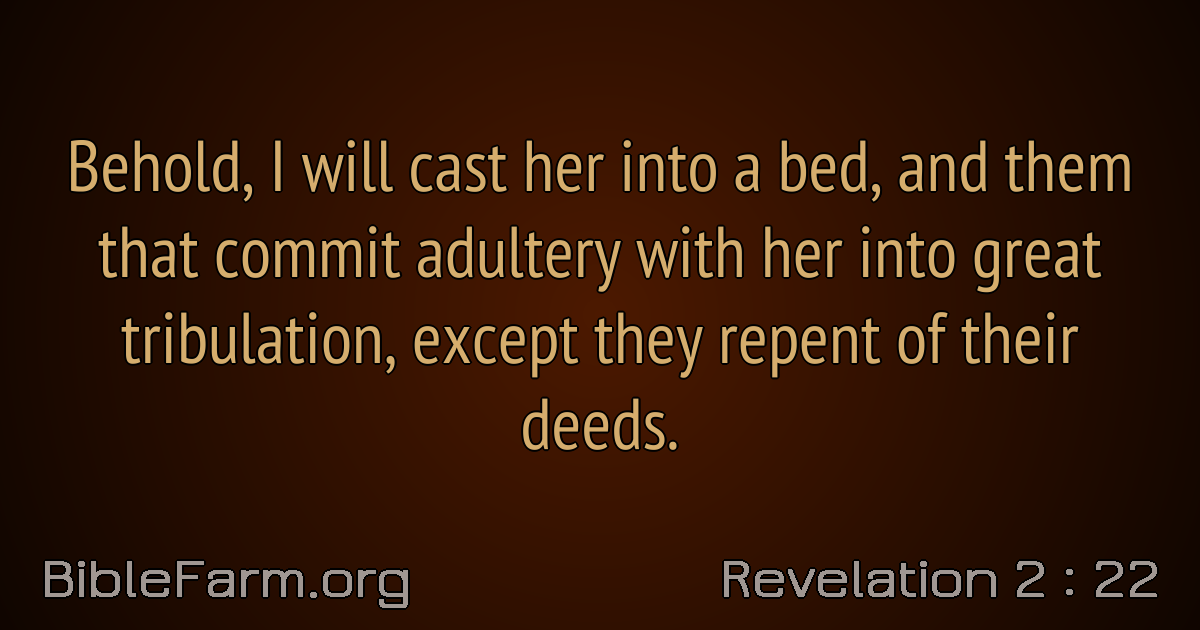 Behold, I will cast her into a bed, and them
that commit adultery with her into great
tribulation, except they repent of their
deeds.
BibleFarm.org
Revelation 2 : 22